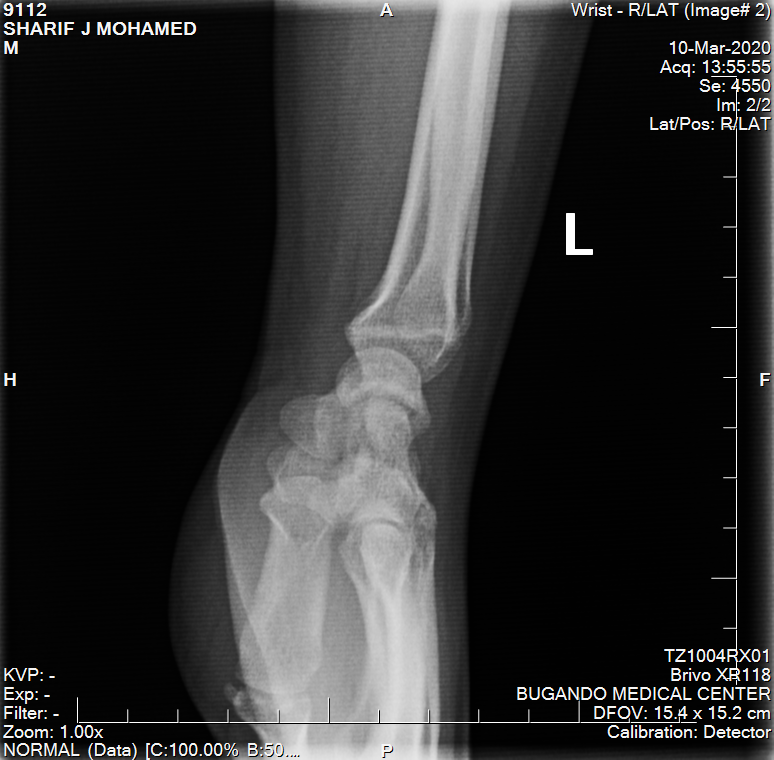 9112
SHARIF J MOHAMED
M
A
Wrist - R/LAT (Image# 2)
10-Mar-2020
Acq: 13:55:55
Se: 4550
Im: 2/2
Lat/Pos: R/LAT
L
H
F
KVP: -
Exp: -
Filter: -
Zoom: 1.00x
NORMAL (Data) [C:100.00% B:50....
P
TZ1004RX01
Brivo XR118
BUGANDO MEDICAL CENTER
DFOV: 15.4 x 15.2 cm
Calibration: Detector